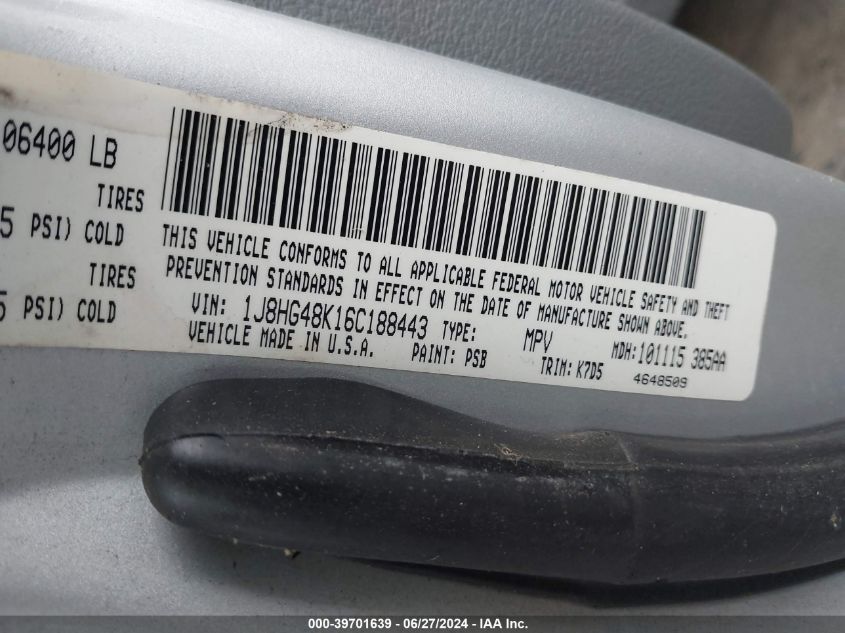 06400 LB
TIRES
5 PSI) COLD
TIRES
5 PSI) COLD
THIS VEHICLE CONFORMS TO ALL APPLICABLE FEDERAL MOTOR VEHICLE SAFETY AND THEFT
PREVENTION STANDARDS IN EFFECT ON THE DATE OF MANUFACTURE SHOWN ABOVE.
VIN: 1J8HG48K16C188443 TYPE: MPV MDH:101115 385AA
VEHICLE MADE IN U.S.A. PAINT: PSB TRIM: K7D5 4648509
000-39701639 - 06/27/2024 - IAA Inc.